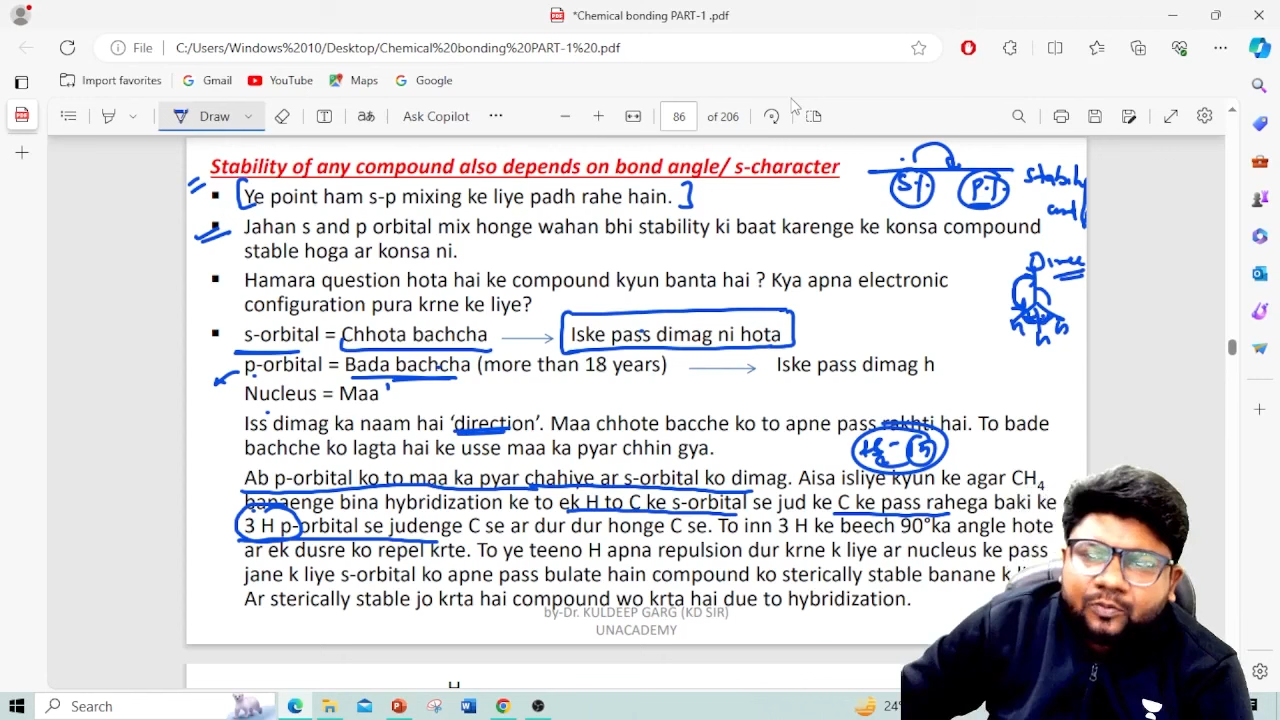 *Chemical bonding PART-1 .pdf
File C:/Users/Windows%2010/Desktop/Chemical%20bonding%20PART-1%20.pdf
Import favorites Gmail YouTube Maps Google
Draw Ask Copilot 86 of 206
Stability of any compound also depends on bond angle/ s-character
Ye point ham s-p mixing ke liye padh rahe hain.
Jahan s and p orbital mix honge wahan bhi stability ki baat karenge ke konsa compound
stable hoga ar konsa ni.
Hamara question hota hai ke compound kyun banta hai ? Kya apna electronic
configuration pura krne ke liye?
s-orbital = Chhota bachcha Iske pass dimag ni hota
p-orbital = Bada bachcha (more than 18 years) Iske pass dimag h
Nucleus = Maa
Iss dimag ka naam hai ‘direction’. Maa chhote bacche ko to apne pass rakhti hai. To bade
bachche ko lagta hai ke usse maa ka pyar chhin gya.
Ab p-orbital ko to maa ka pyar chahiye ar s-orbital ko dimag. Aisa isliye kyun ke agar CH4
banaenge bina hybridization ke to ek H to C ke s-orbital se jud ke C ke pass rahega baki ke
3 H p-orbital se judenge C se ar dur dur honge C se. To inn 3 H ke beech 90°ka angle hote
ar ek dusre ko repel krte. To ye teeno H apna repulsion dur krne k liye ar nucleus ke pass
jane k liye s-orbital ko apne pass bulate hain compound ko sterically stable banane k
Ar sterically stable jo krta hai compound wo krta hai due to hybridization.
by-Dr. KULDEEP GARG (KD SIR)
UNACADEMY
S% P%
Stability
and
H H H
H
Search
24°